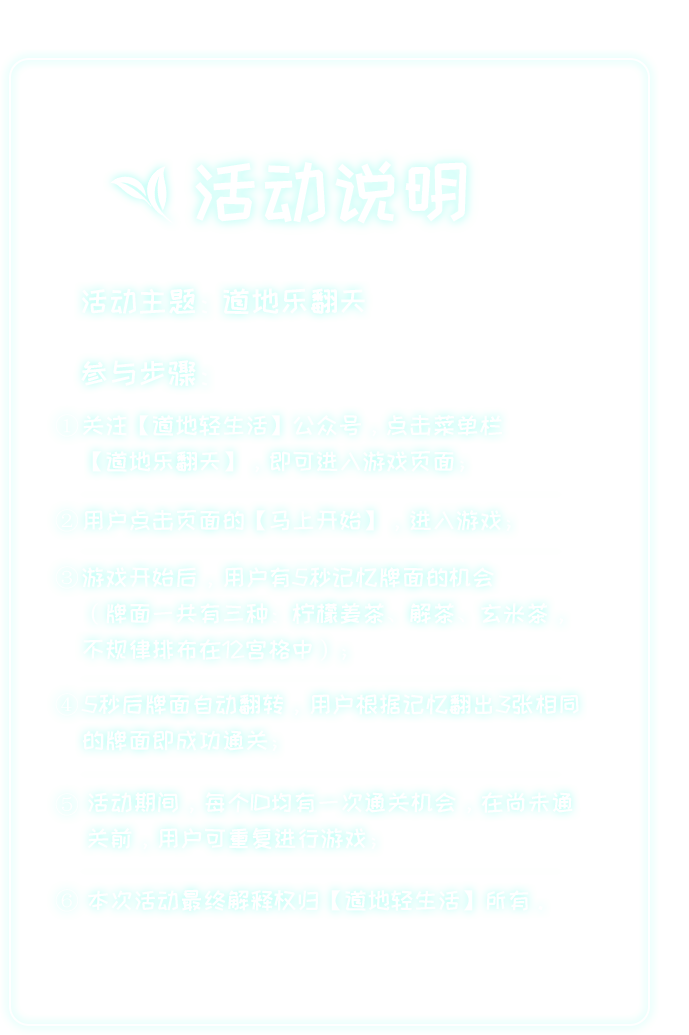 活动说明
活动主题：道地乐翻天
参与步骤：
①关注【道地轻生活】公众号，点击菜单栏
【道地乐翻天】，即可进入游戏页面。
②用户点击页面的【马上开始】，进入游戏。
③游戏开始后，用户有5秒记忆牌面的机会
（牌面一共有三种：柠檬着茶、解茶、玄米茶，
不规律排布在12宫格中）。
④5秒后牌面自动翻转，用户根据记忆翻出3张相同
的牌面即成功通关。
⑤活动期间，每个ID均有一次通关机会，在尚未通
关前，用户可重复进行游戏。
⑥本次活动最终解释权归【道地轻生活】所有。